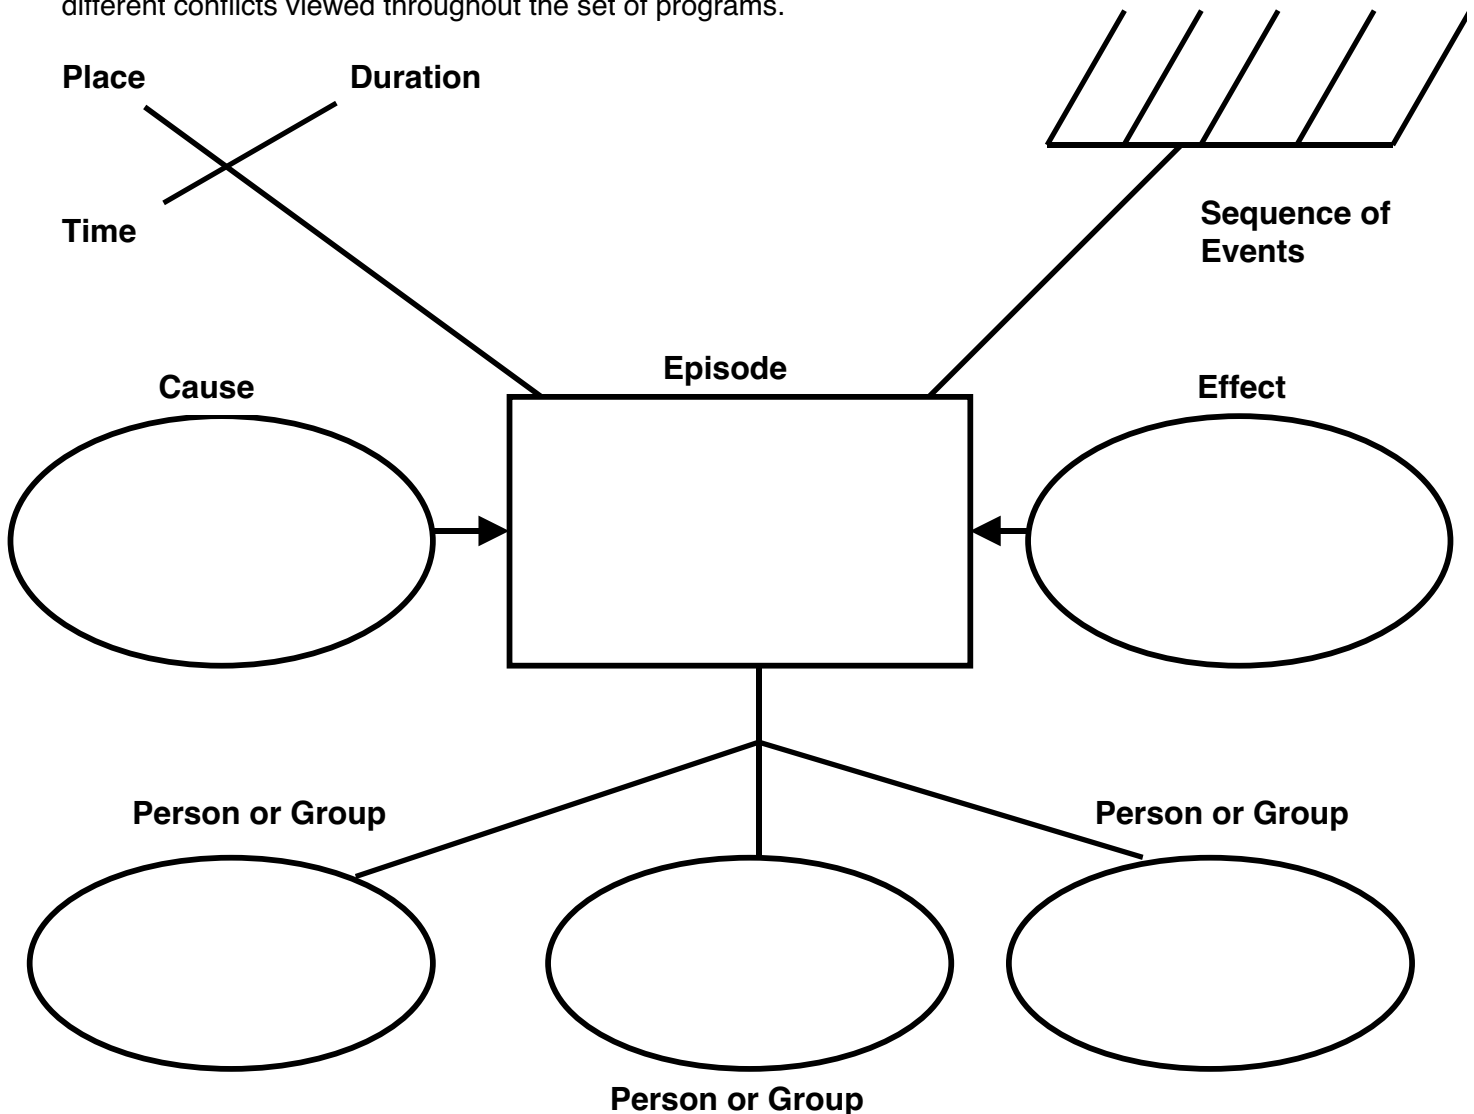 different conflicts viewed throughout the set of programs.
Place
Duration
Time
Sequence of
Events
Episode
Cause
Effect
Person or Group
Person or Group
Person or Group